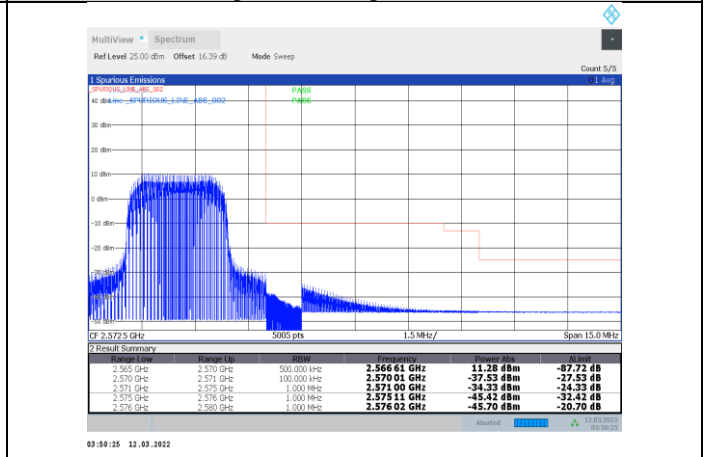 MultiView Spectrum
Ref Level 25.00 dBm Offset 16.39 dB Mode Sweep
Count 5/5
1 Spurious Emissions 1 Avg
_SPURIOUS_LINE_ABS_002 PASS
40 dBm Line _SPURIOUS_LINE_ABS_002 PASS
30 dBm
20 dBm
10 dBm
0 dBm
-10 dBm
-20 dBm
-30 dBm
-50 dBm
CF 2.5725 GHz 5005 pts 1.5 MHz/ Span 15.0 MHz
2 Result Summary
Range Low Range Up RBW Frequency Power Abs ΔLimit
2.565 GHz 2.570 GHz 500.000 kHz 2.566 61 GHz 11.28 dBm -87.72 dB
2.570 GHz 2.571 GHz 100.000 kHz 2.570 01 GHz -37.53 dBm -27.53 dB
2.571 GHz 2.575 GHz 1.000 MHz 2.571 00 GHz -34.33 dBm -24.33 dB
2.575 GHz 2.576 GHz 1.000 MHz 2.575 11 GHz -45.42 dBm -32.42 dB
2.576 GHz 2.580 GHz 1.000 MHz 2.576 02 GHz -45.70 dBm -20.70 dB
Aborted 12.03.2022
03:50:25
03:50:25 12.03.2022